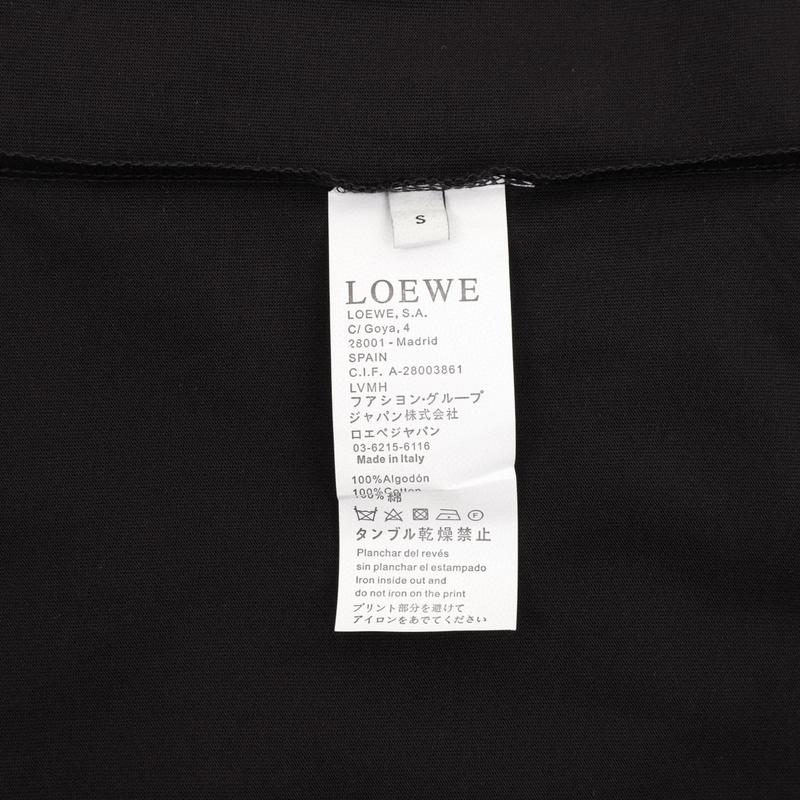 S
LOEWE
LOEWE, S.A.
C/ Goya, 4
28001 - Madrid
SPAIN
C.I.F. A-28003861
LVMH
ファション・グループ
ジャパン株式会社
ロエベジャパン
03-6215-6116
Made in Italy
100%Algodón
100%Cotton
100% 綿
F
タンブル乾燥禁止
Planchar del revés
sin planchar el estampado
Iron inside out and
do not iron on the print
プリント部分を避けて
アイロンをあててください